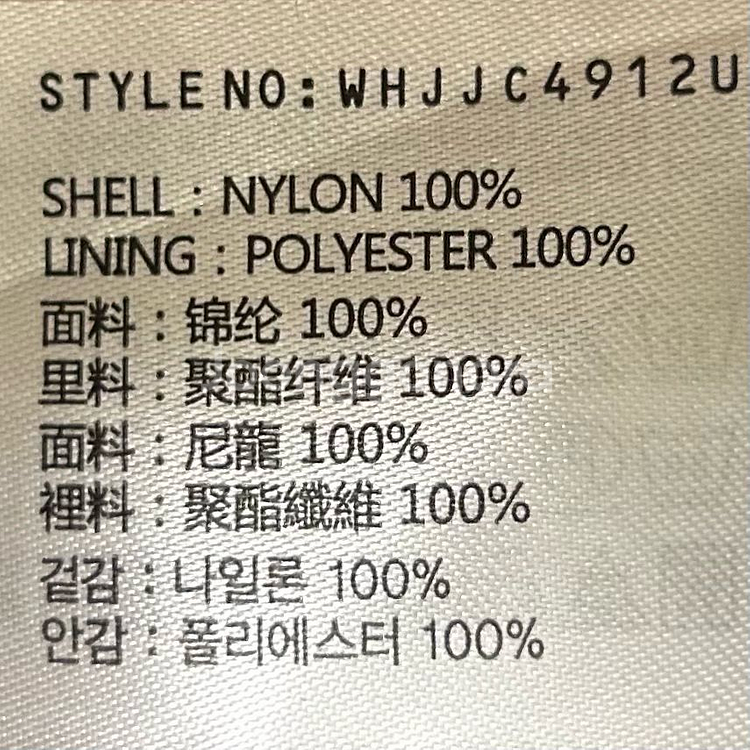 STYLE NO: WHJJC4912U
SHELL : NYLON 100%
LINING : POLYESTER 100%
面料 : 锦纶 100%
里料 : 聚酯纤维 100%
面料 : 尼龍 100%
裡料 : 聚酯纖維 100%
겉감 : 나일론 100%
안감 : 폴리에스터 100%